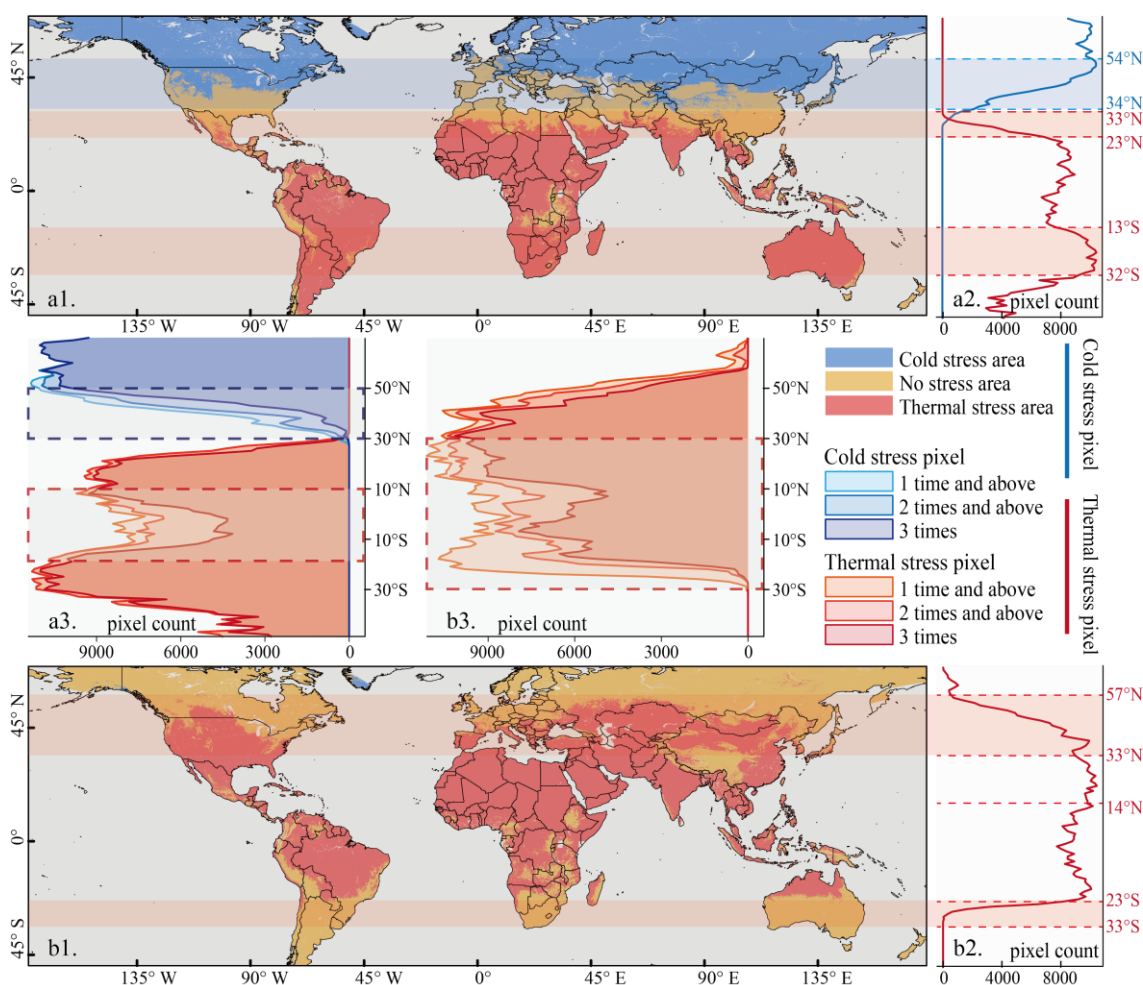 45° N
0°
45° S
a1.
135° W
90° W
45° W
0°
45° E
90° E
135° E
54°N
34°N
33°N
23°N
13°S
32°S
a2.
pixel count
0
4000
8000
50°N
30°N
10°N
10°S
30°S
a3.
pixel count
9000
6000
3000
0
50°N
30°N
10°N
10°S
30°S
b3.
pixel count
9000
6000
3000
0
Cold stress area
No stress area
Thermal stress area
Cold stress pixel
1 time and above
2 times and above
3 times
Thermal stress pixel
1 time and above
2 times and above
3 times
Cold stress pixel
Thermal stress pixel
45° N
0°
45° S
b1.
135° W
90° W
45° W
0°
45° E
90° E
135° E
57°N
33°N
14°N
23°S
33°S
b2.
pixel count
0
4000
8000